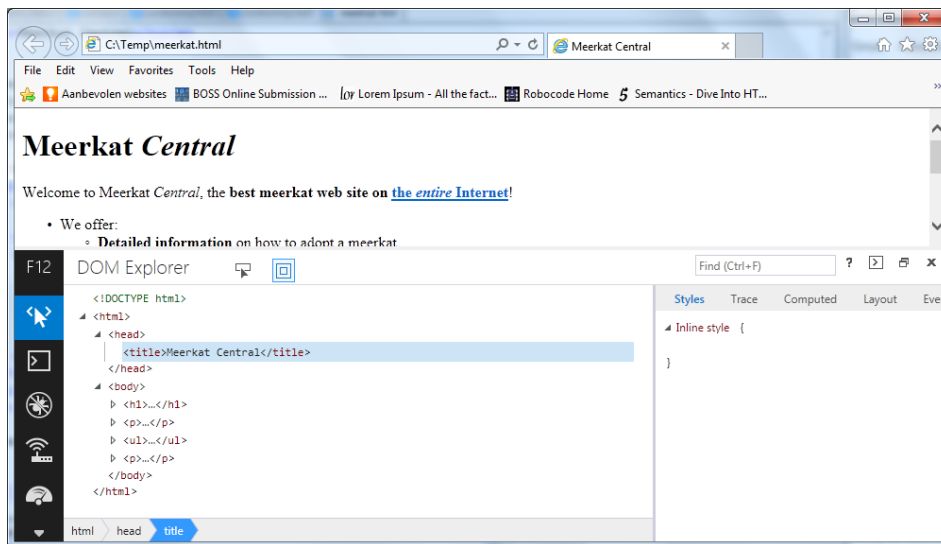 C:\Temp\meerkat.html
Meerkat Central
File Edit View Favorites Tools Help
Aanbevolen websites BOSS Online Submission ... Lorem Ipsum - All the fact... Robocode Home 5 Semantics - Dive Into HT...
Meerkat Central
Welcome to Meerkat Central, the best meerkat web site on the entire Internet!
• We offer:
◦ Detailed information on how to adopt a meerkat
F12 DOM Explorer Find (Ctrl+F) ?
<!DOCTYPE html>
<html>
<head>
<title>Meerkat Central</title>
</head>
<body>
<h1>...</h1>
<p>...</p>
<ul>...</ul>
<p>...</p>
</body>
</html>
html head title
Styles Trace Computed Layout Eve
Inline style {
}